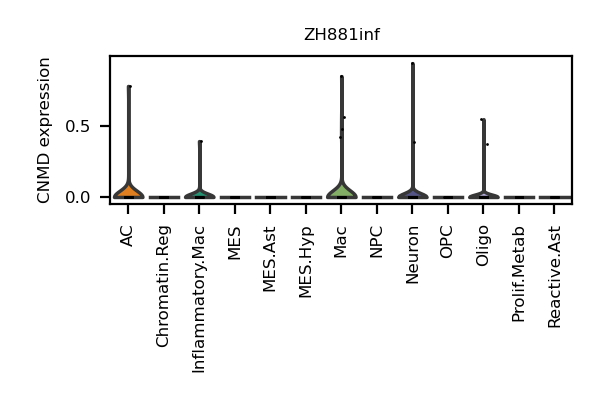 ZH881inf
CNMD expression
0.5
0.0
AC
Chromatin.Reg
Inflammatory.Mac
MES
MES.Ast
MES.Hyp
Mac
NPC
Neuron
OPC
Oligo
Prolif.Metab
Reactive.Ast